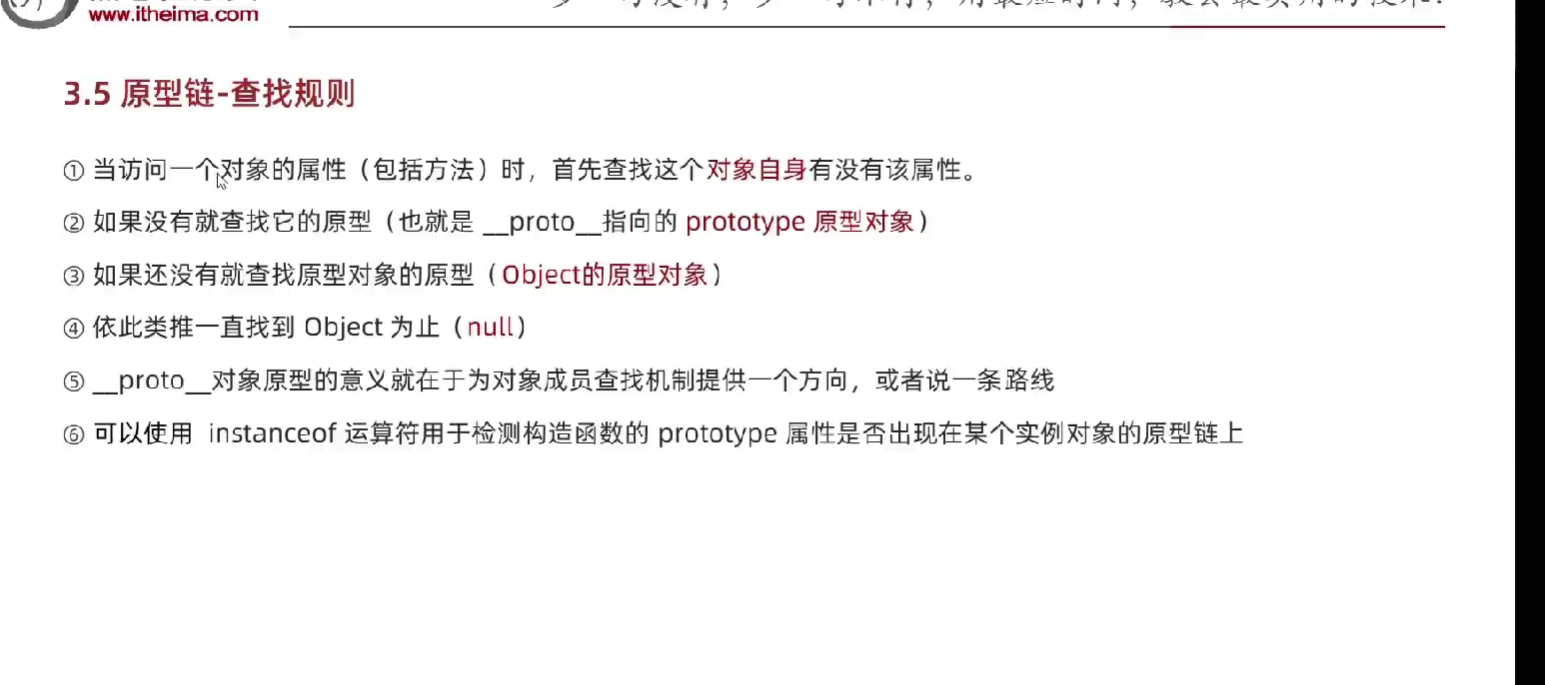 www.itheima.com
3.5 原型链-查找规则
① 当访问一个对象的属性（包括方法）时，首先查找这个对象自身有没有该属性。
② 如果没有就查找它的原型（也就是 __proto__指向的 prototype 原型对象）
③ 如果还没有就查找原型对象的原型（Object的原型对象）
④ 依此类推一直找到 Object 为止（null）
⑤ __proto__对象原型的意义就在于为对象成员查找机制提供一个方向，或者说一条路线
⑥ 可以使用 instanceof 运算符用于检测构造函数的 prototype 属性是否出现在某个实例对象的原型链上